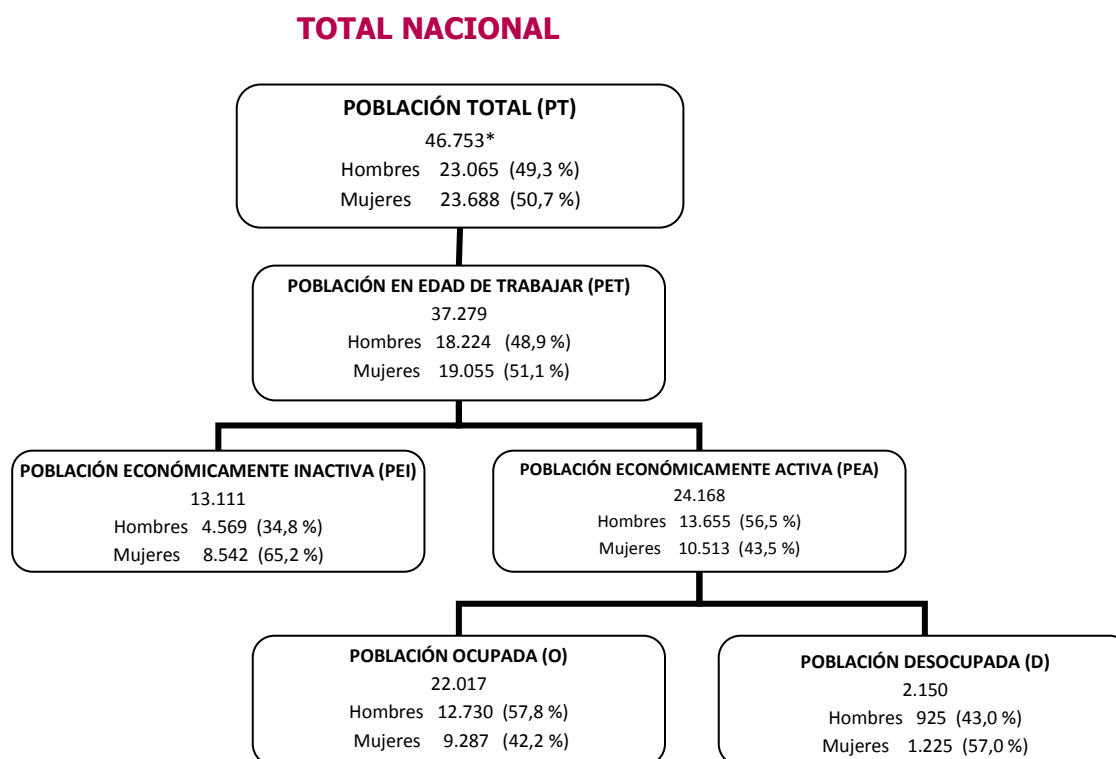 TOTAL NACIONAL
POBLACIÓN TOTAL (PT)
46.753*
Hombres 23.065 (49,3 %)
Mujeres 23.688 (50,7 %)
POBLACIÓN EN EDAD DE TRABAJAR (PET)
37.279
Hombres 18.224 (48,9 %)
Mujeres 19.055 (51,1 %)
POBLACIÓN ECONÓMICAMENTE INACTIVA (PEI)
13.111
Hombres 4.569 (34,8 %)
Mujeres 8.542 (65,2 %)
POBLACIÓN ECONÓMICAMENTE ACTIVA (PEA)
24.168
Hombres 13.655 (56,5 %)
Mujeres 10.513 (43,5 %)
POBLACIÓN OCUPADA (O)
22.017
Hombres 12.730 (57,8 %)
Mujeres 9.287 (42,2 %)
POBLACIÓN DESOCUPADA (D)
2.150
Hombres 925 (43,0 %)
Mujeres 1.225 (57,0 %)